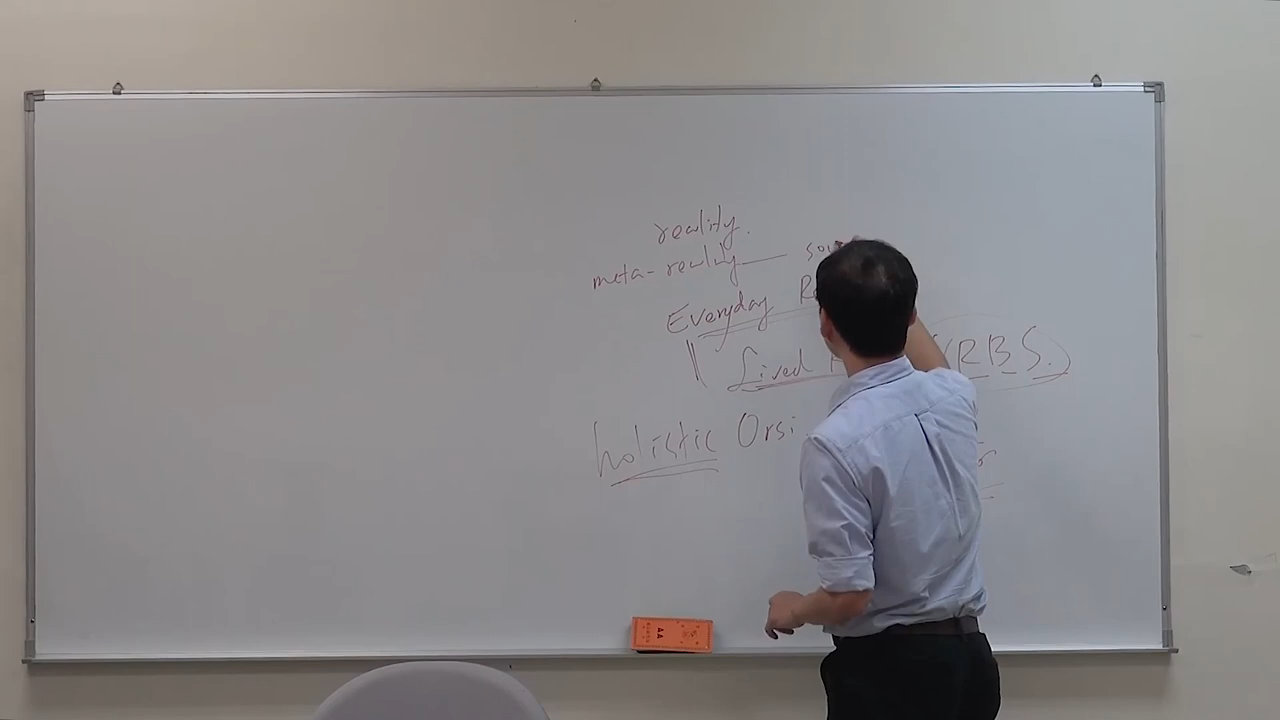 reality.
meta-reality —
Everyday
Lived (RBS.)
holistic Orsi